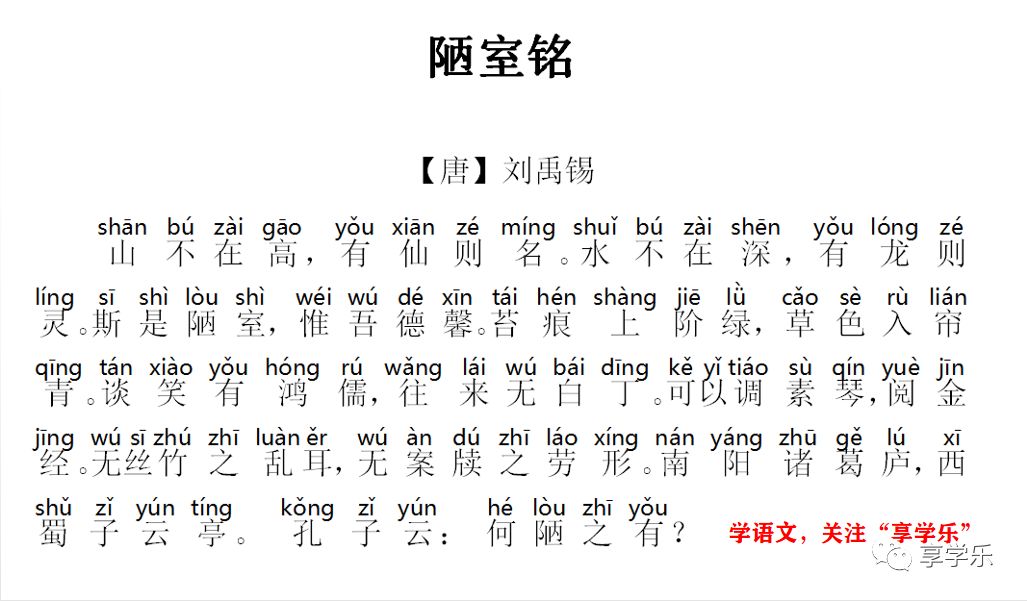 陋室铭
【唐】刘禹锡
shān bú zài gāo yǒu xiān zé míng shuǐ bú zài shēn yǒu lóng zé
山不在高，有仙则名。水不在深，有龙则
líng sī shì lòu shì wéi wú dé xīn tái hén shàng jiē lǜ cǎo sè rù lián
灵。斯是陋室，惟吾德馨。苔痕上阶绿，草色入帘
qīng tán xiào yǒu hóng rú wǎng lái wú bái dīng kě yǐ tiáo sù qín yuè jīn
青。谈笑有鸿儒，往来无白丁。可以调素琴，阅金
jīng wú sī zhú zhī luàn ěr wú àn dú zhī láo xíng nán yáng zhū gě lú xī
经。无丝竹之乱耳，无案牍之劳形。南阳诸葛庐，西
shǔ zǐ yún tíng kǒng zǐ yún hé lòu zhī yǒu
蜀子云亭。孔子云：何陋之有？
学语文，关注“享学乐”
享学乐